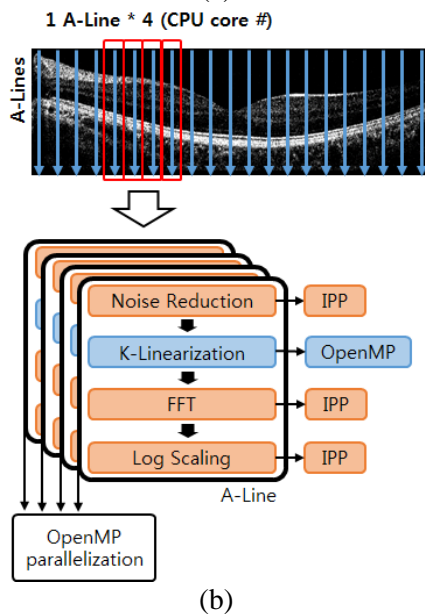 1 A-Line * 4 (CPU core #)
A-Lines
Noise Reduction
IPP
K-Linearization
OpenMP
FFT
IPP
Log Scaling
IPP
A-Line
OpenMP
parallelization
(b)